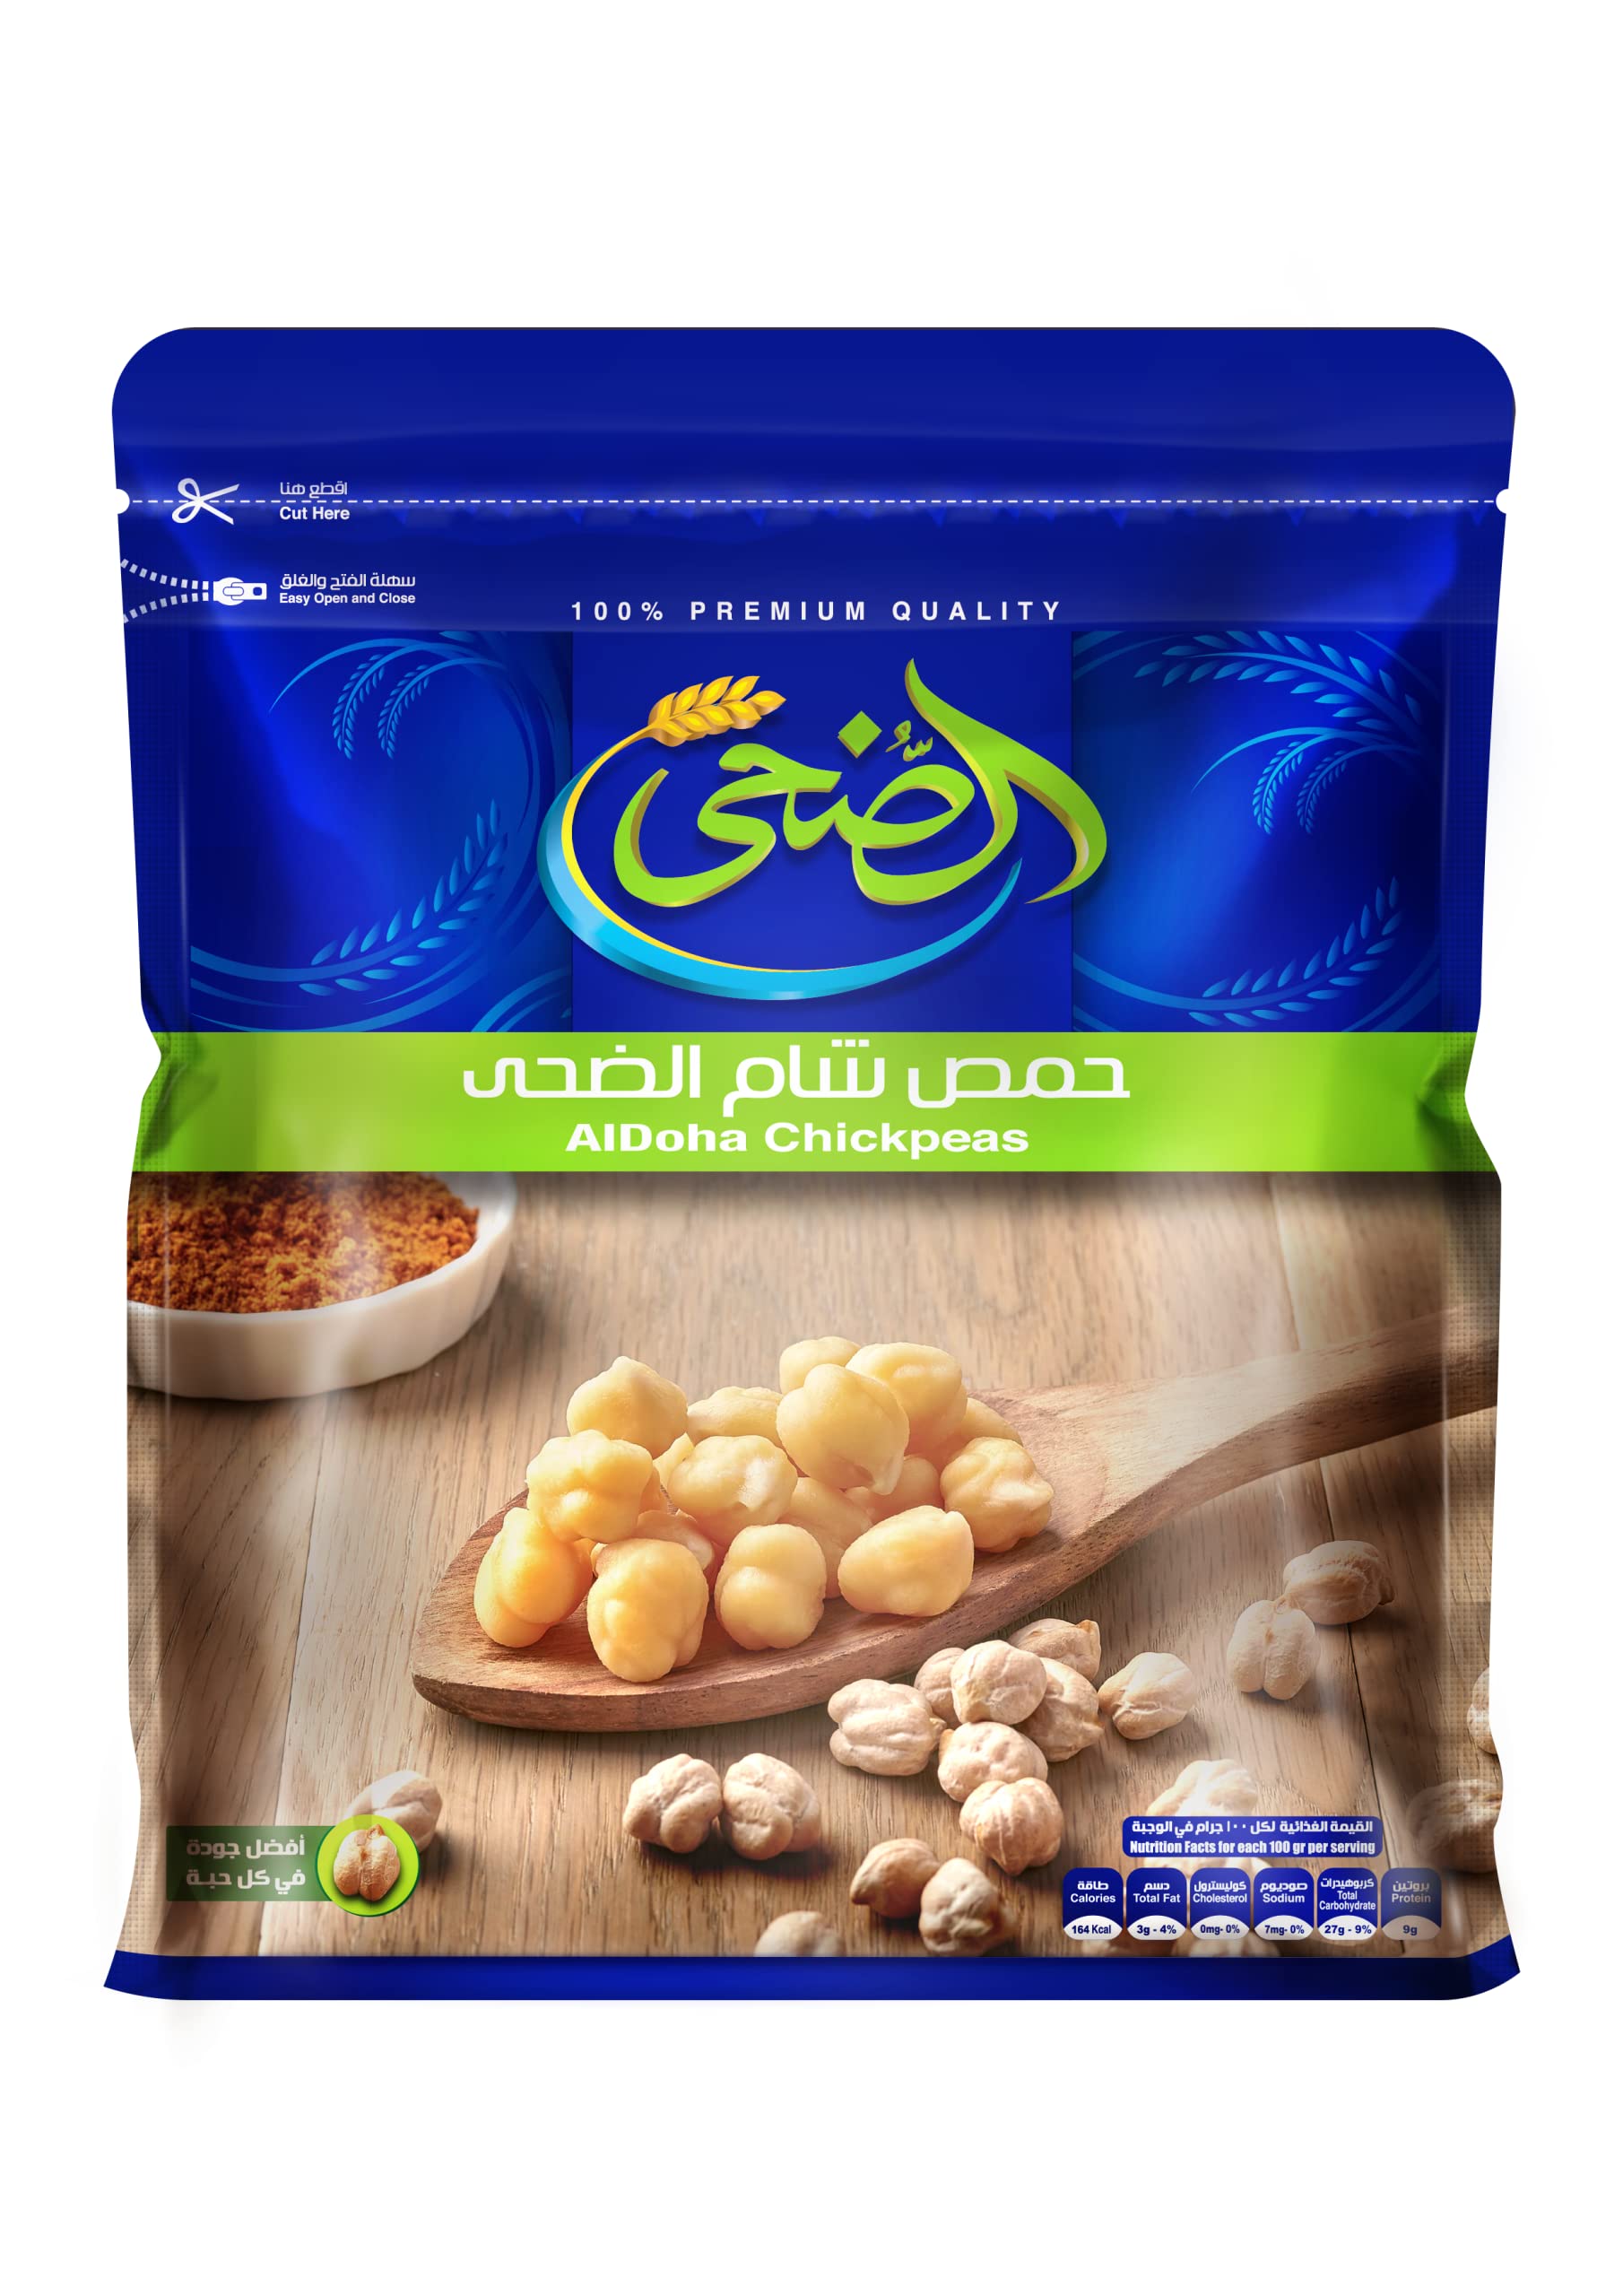 اقطع هنا
Cut Here
سهلة الفتح والغلق
Easy Open and Close
100% PREMIUM QUALITY
الضُّحى
حمص شام الضحى
AlDoha Chickpeas
أفضل جودة
في كل حبة
القيمة الغذائية لكل ١٠٠ جرام في الوجبة
Nutrition Facts for each 100 gr per serving
طاقة
Calories
164 Kcal
دسم
Total Fat
3g - 4%
كوليسترول
Cholesterol
0mg- 0%
صوديوم
Sodium
7mg- 0%
كربوهيدرات
Total
Carbohydrate
27g - 9%
بروتين
Protein
9g